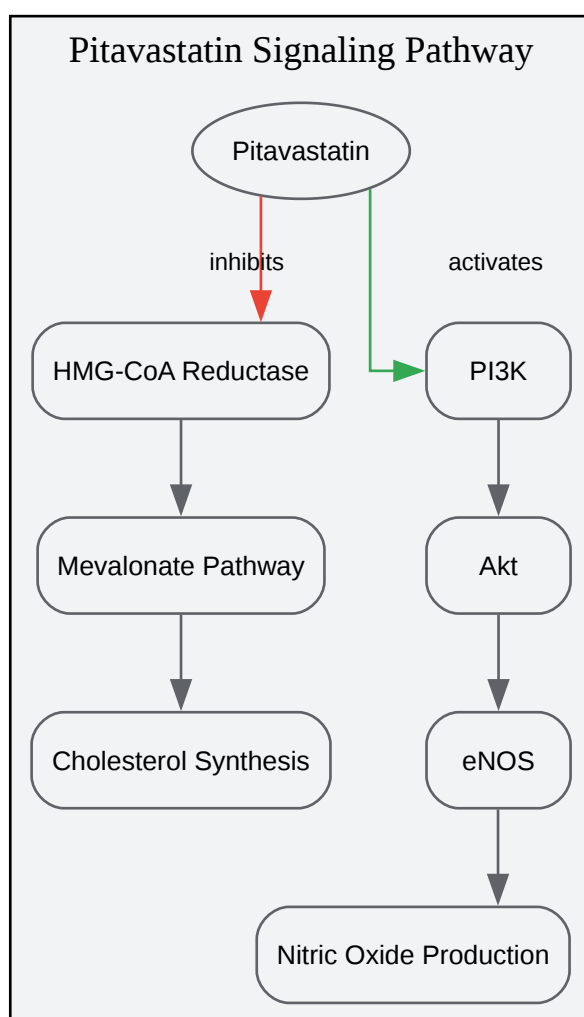 Pitavastatin Signaling Pathway
Pitavastatin
inhibits
activates
HMG-CoA Reductase
PI3K
Mevalonate Pathway
Akt
Cholesterol Synthesis
eNOS
Nitric Oxide Production